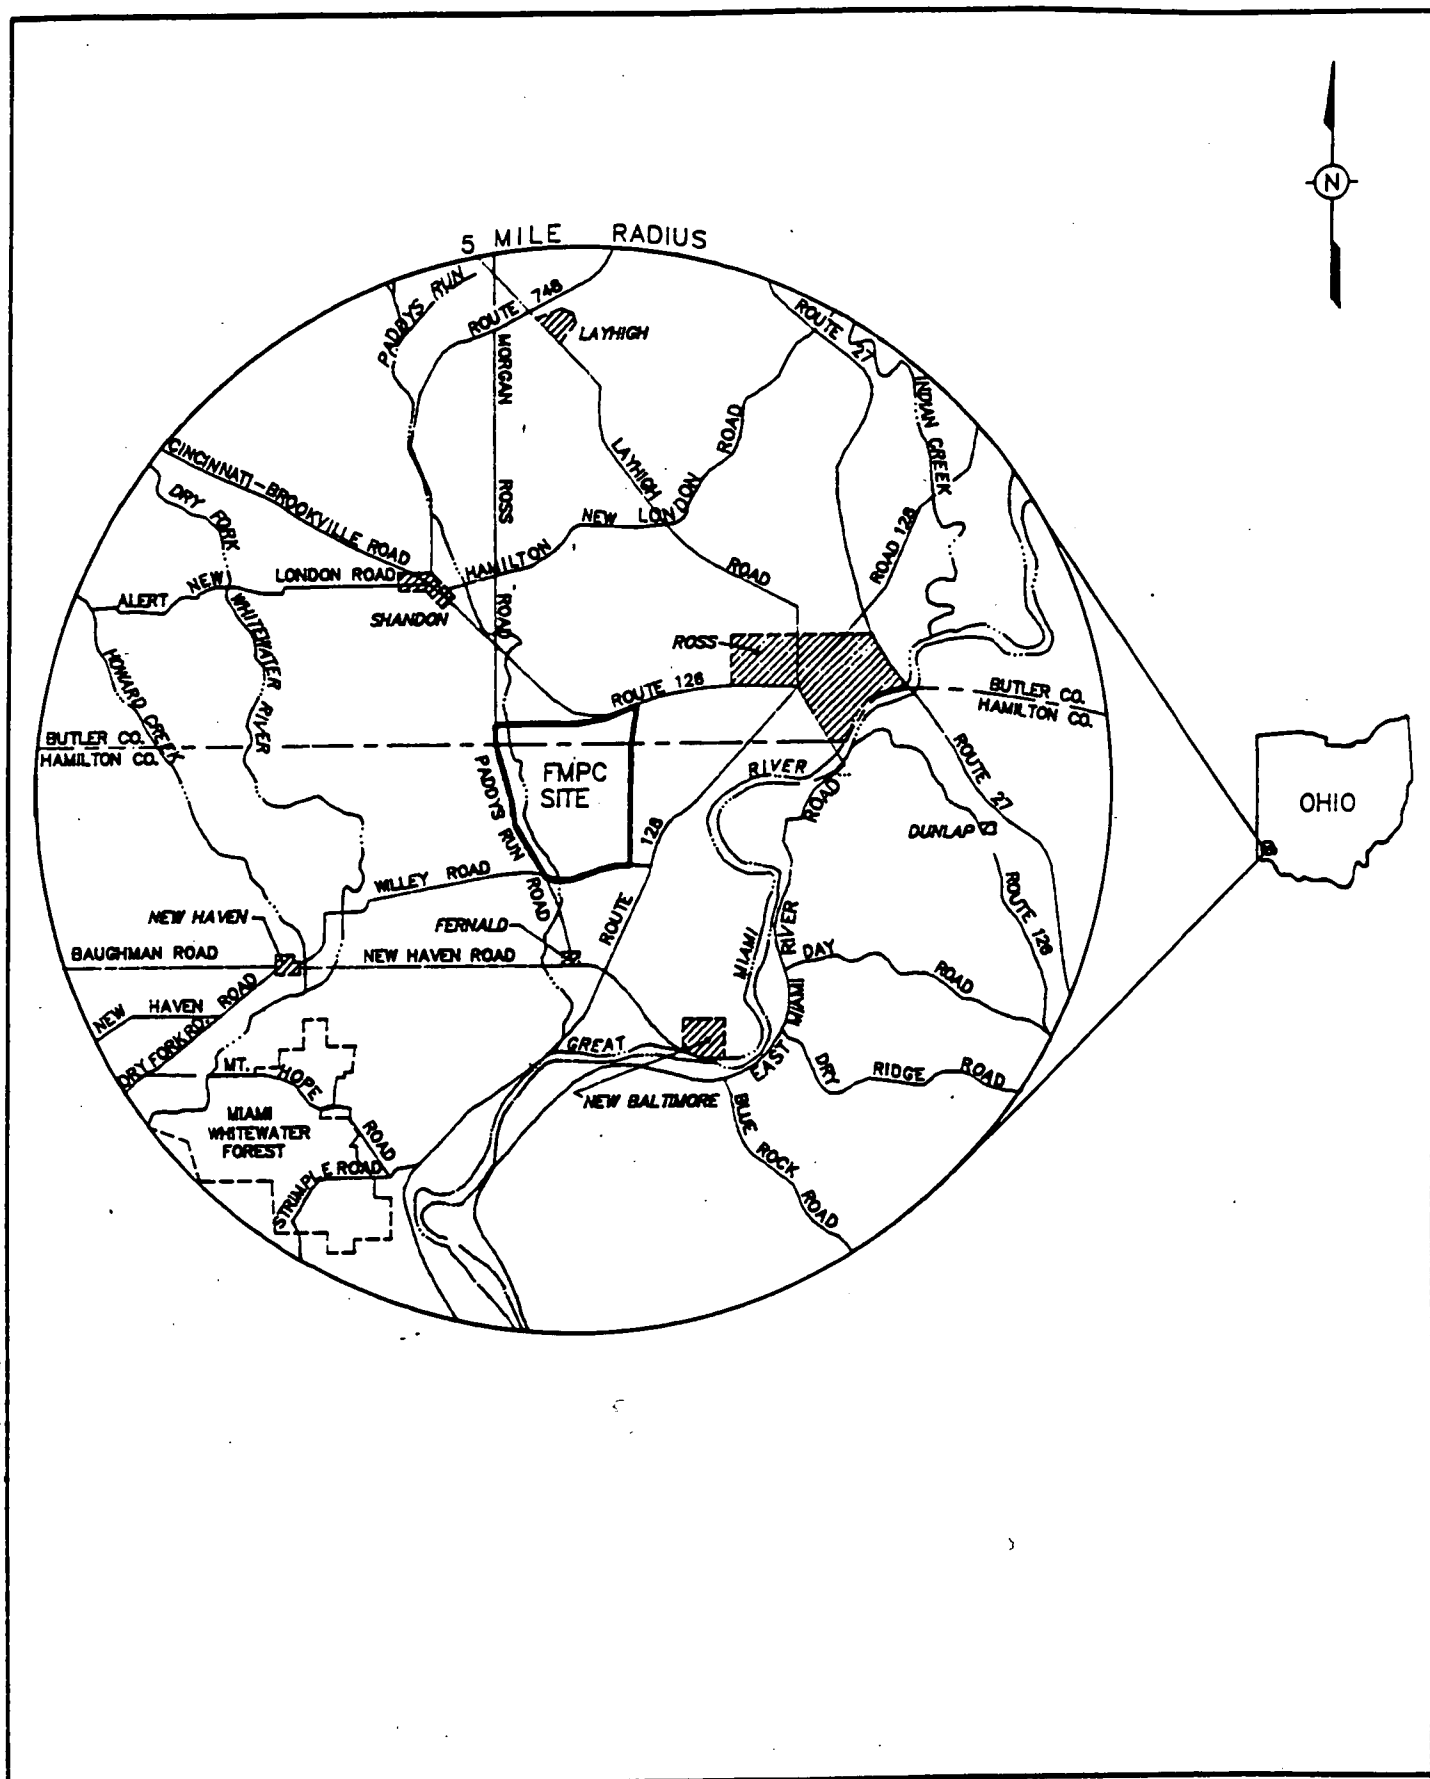 N
5 MILE RADIUS
PADDYS RUN
ROUTE 748
LAYHIGH
ROUTE 27
MORGAN ROSS ROAD
INDIAN CREEK
LAYHIGH ROAD
CINCINNATI-BROOKVILLE ROAD
DRY FORK WHITEWATER RIVER
HAMILTON NEW LONDON ROAD
ROAD 128
ALERT NEW LONDON ROAD
SHANDON
ROSS
HOWARD CREEK
ROUTE 128
BUTLER CO.
HAMILTON CO.
BUTLER CO.
HAMILTON CO.
FMPC
SITE
PADDYS RUN ROAD
RIVER
ROAD
ROUTE 27
OHIO
DUNLAP
ROUTE 128
WILLEY ROAD
ROUTE 128
NEW HAVEN
FERNALD
BAUGHMAN ROAD
NEW HAVEN ROAD
MIAMI
RIVER
DAY ROAD
NEW HAVEN ROAD
DRY FORK RD.
MIAMI
GREAT
EAST
DRY RIDGE ROAD
MT. HOPE ROAD
NEW BALTIMORE
MIAMI
WHITEWATER
FOREST
BLUE ROCK ROAD
STRIMPLE ROAD